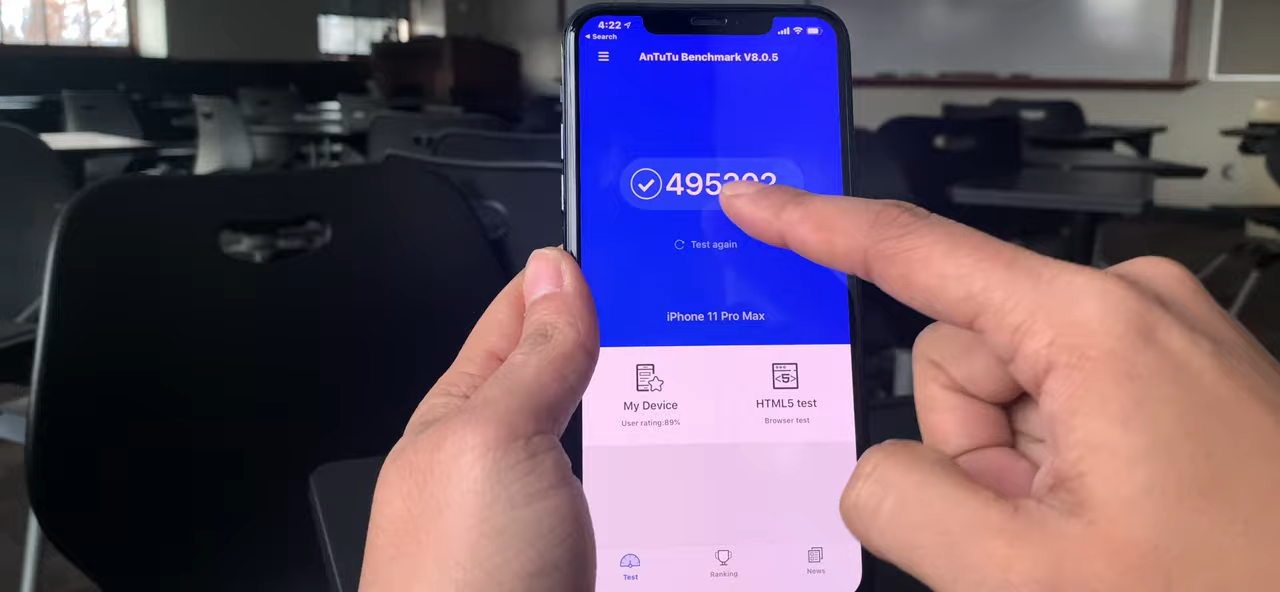 4:22
Search
AnTuTu Benchmark V8.0.5
Test again
iPhone 11 Pro Max
My Device
User rating:89%
HTML5 test
Browser test
Test
Ranking
News